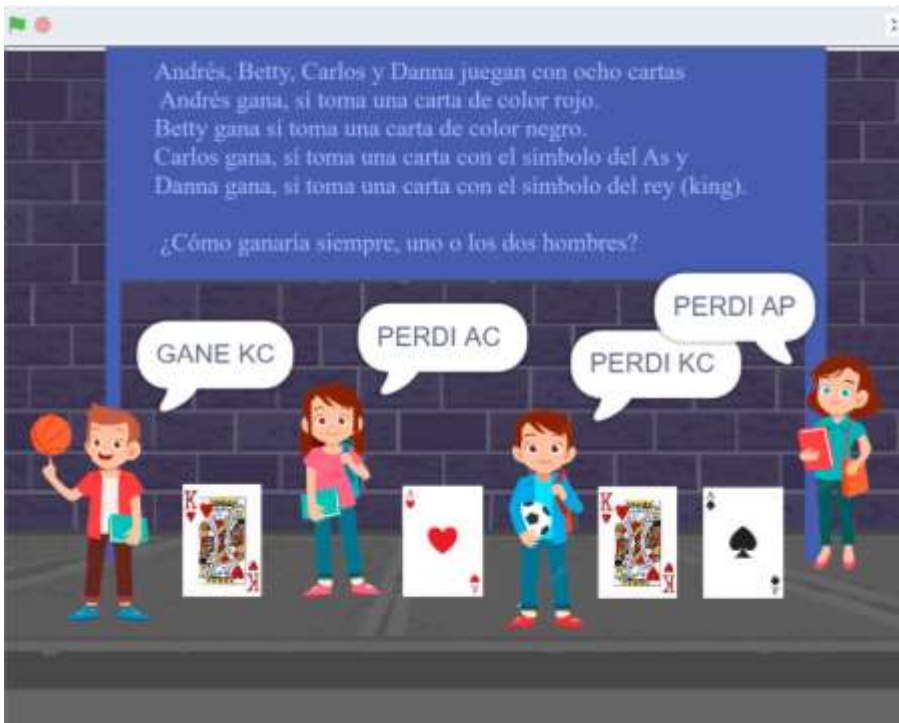 Andrés, Betty, Carlos y Danna juegan con ocho cartas
Andrés gana, si toma una carta de color rojo.
Betty gana si toma una carta de color negro.
Carlos gana, si toma una carta con el simbolo del As y
Danna gana, si toma una carta con el simbolo del rey (king).
¿Cómo ganaria siempre, uno o los dos hombres?
GANE KC
PERDI AC
PERDI KC
PERDI AP
K
K
A
A
K
K
A
A